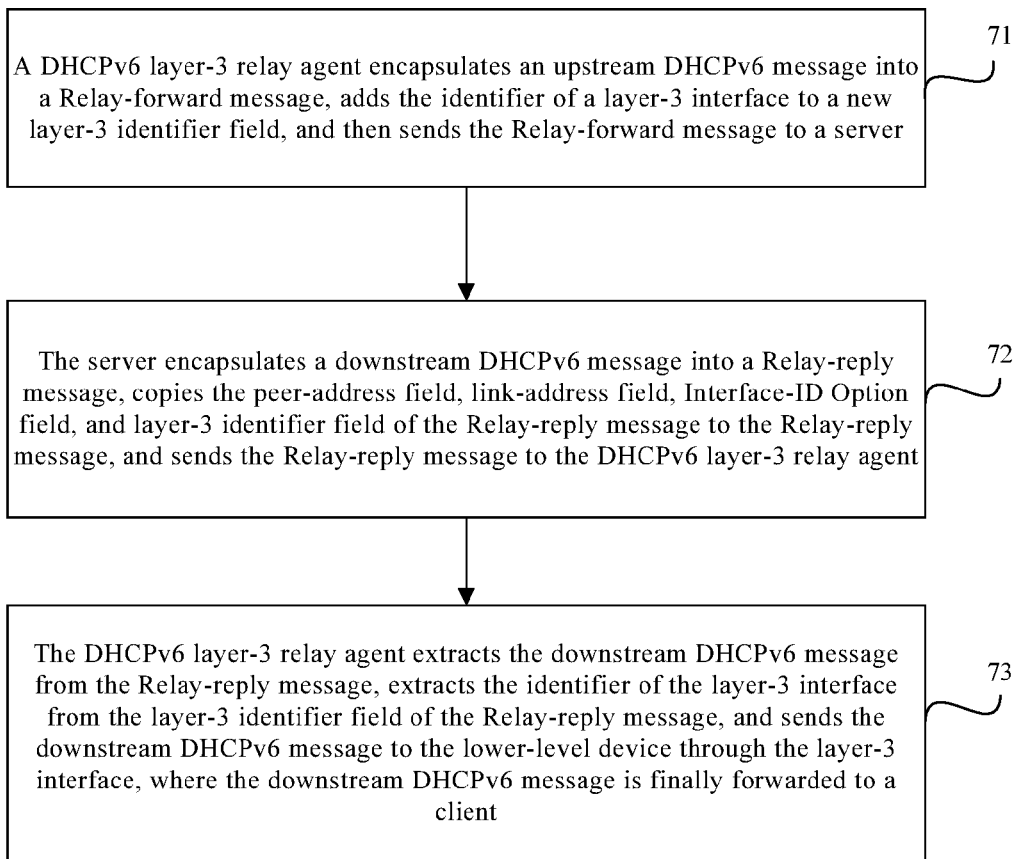 71
A DHCPv6 layer-3 relay agent encapsulates an upstream DHCPv6 message into
a Relay-forward message, adds the identifier of a layer-3 interface to a new
layer-3 identifier field, and then sends the Relay-forward message to a server
72
The server encapsulates a downstream DHCPv6 message into a Relay-reply
message, copies the peer-address field, link-address field, Interface-ID Option
field, and layer-3 identifier field of the Relay-reply message to the Relay-reply
message, and sends the Relay-reply message to the DHCPv6 layer-3 relay agent
73
The DHCPv6 layer-3 relay agent extracts the downstream DHCPv6 message
from the Relay-reply message, extracts the identifier of the layer-3 interface
from the layer-3 identifier field of the Relay-reply message, and sends the
downstream DHCPv6 message to the lower-level device through the layer-3
interface, where the downstream DHCPv6 message is finally forwarded to a
client